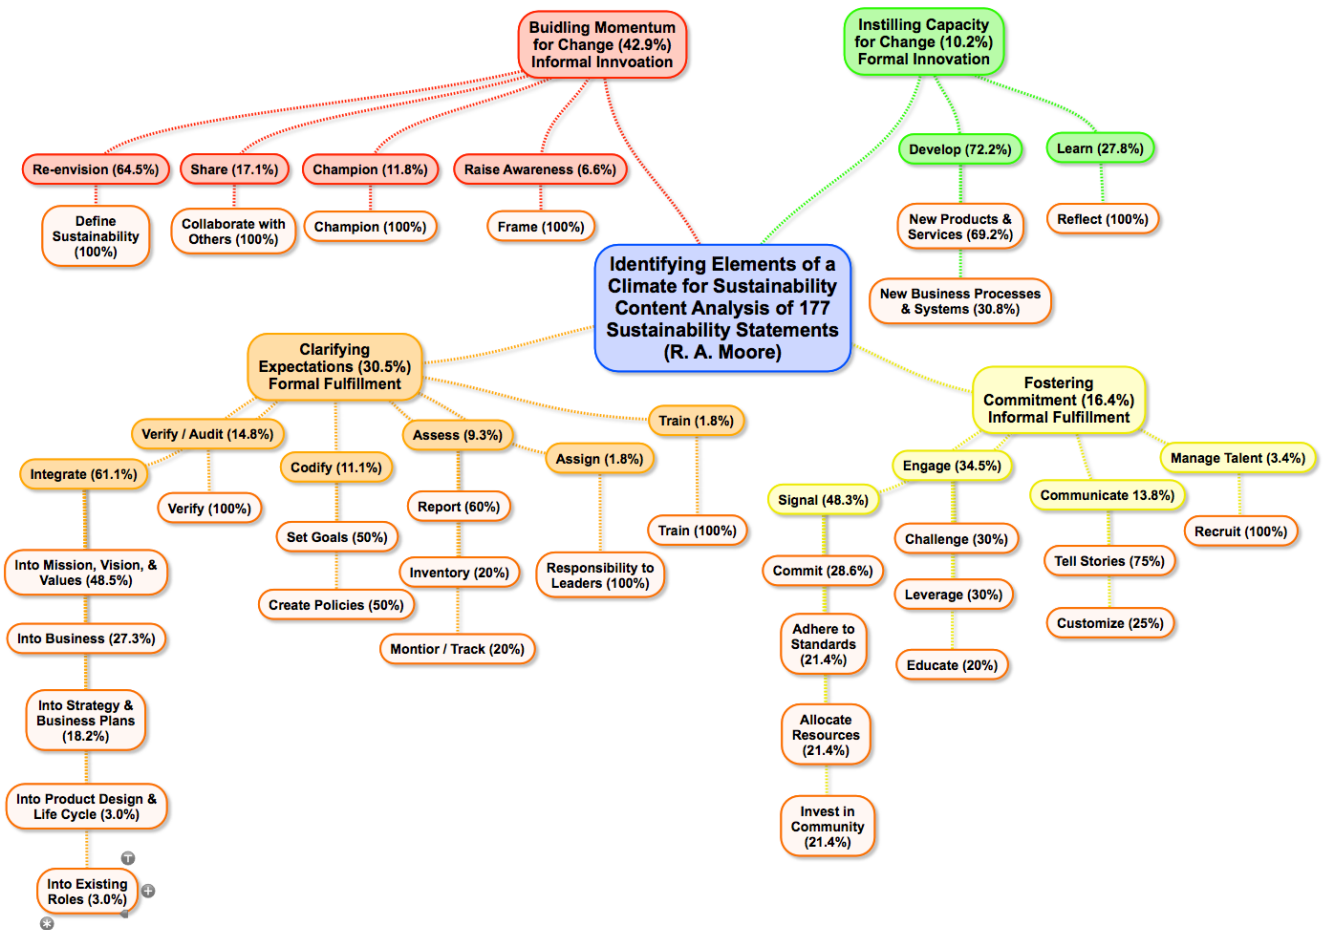 Buidling Momentum
for Change (42.9%)
Informal Innvoation
Instilling Capacity
for Change (10.2%)
Formal Innovation
Re-envision (64.5%)
Share (17.1%)
Champion (11.8%)
Raise Awareness (6.6%)
Develop (72.2%)
Learn (27.8%)
Define
Sustainability
(100%)
Collaborate with
Others (100%)
Champion (100%)
Frame (100%)
New Products &
Services (69.2%)
Reflect (100%)
New Business Processes
& Systems (30.8%)
Identifying Elements of a
Climate for Sustainability
Content Analysis of 177
Sustainability Statements
(R. A. Moore)
Clarifying
Expectations (30.5%)
Formal Fulfillment
Fostering
Commitment (16.4%)
Informal Fulfillment
Verify / Audit (14.8%)
Assess (9.3%)
Train (1.8%)
Integrate (61.1%)
Codify (11.1%)
Assign (1.8%)
Verify (100%)
Report (60%)
Set Goals (50%)
Train (100%)
Into Mission, Vision, &
Values (48.5%)
Inventory (20%)
Responsibility to
Leaders (100%)
Create Policies (50%)
Into Business (27.3%)
Montior / Track (20%)
Into Strategy &
Business Plans
(18.2%)
Into Product Design &
Life Cycle (3.0%)
Into Existing
Roles (3.0%)
Engage (34.5%)
Manage Talent (3.4%)
Signal (48.3%)
Communicate 13.8%)
Challenge (30%)
Recruit (100%)
Commit (28.6%)
Tell Stories (75%)
Leverage (30%)
Adhere to
Standards
(21.4%)
Customize (25%)
Educate (20%)
Allocate
Resources
(21.4%)
Invest in
Community
(21.4%)